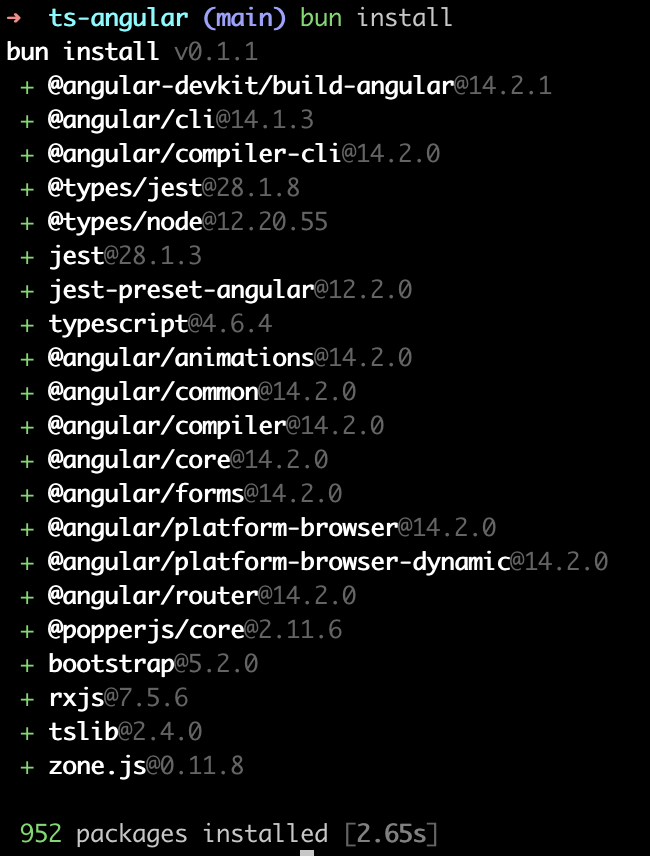 ➜ ts-angular (main) bun install
bun install v0.1.1
+ @angular-devkit/build-angular@14.2.1
+ @angular/cli@14.1.3
+ @angular/compiler-cli@14.2.0
+ @types/jest@28.1.8
+ @types/node@12.20.55
+ jest@28.1.3
+ jest-preset-angular@12.2.0
+ typescript@4.6.4
+ @angular/animations@14.2.0
+ @angular/common@14.2.0
+ @angular/compiler@14.2.0
+ @angular/core@14.2.0
+ @angular/forms@14.2.0
+ @angular/platform-browser@14.2.0
+ @angular/platform-browser-dynamic@14.2.0
+ @angular/router@14.2.0
+ @popperjs/core@2.11.6
+ bootstrap@5.2.0
+ rxjs@7.5.6
+ tslib@2.4.0
+ zone.js@0.11.8
952 packages installed [2.65s]